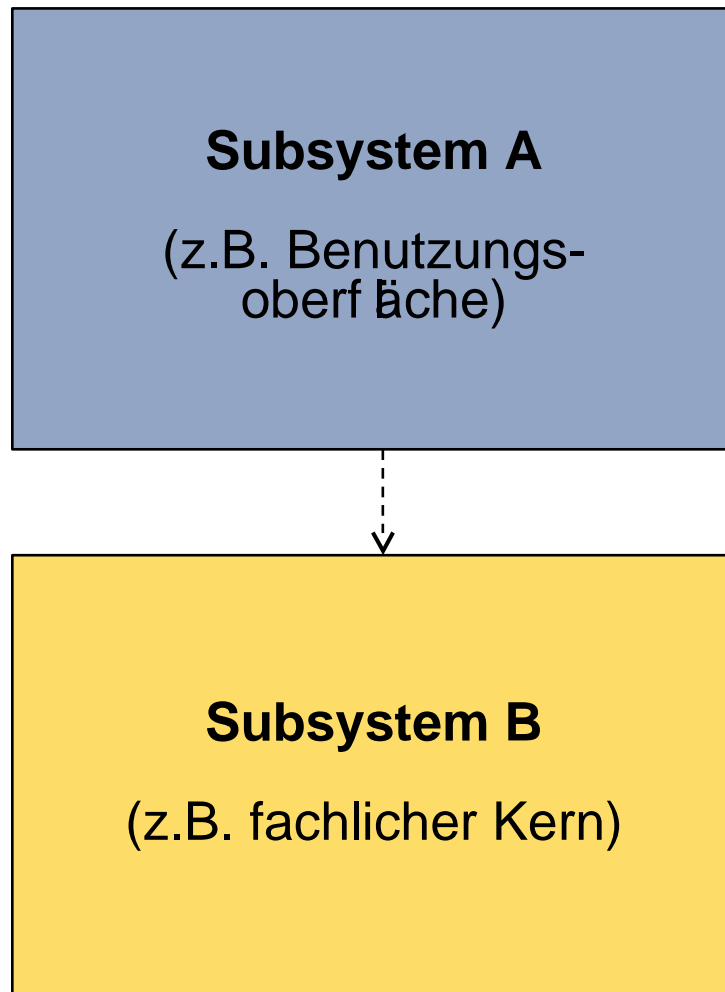 Subsystem A
(z.B. Benutzungs-
oberfläche)
Subsystem B
(z.B. fachlicher Kern)